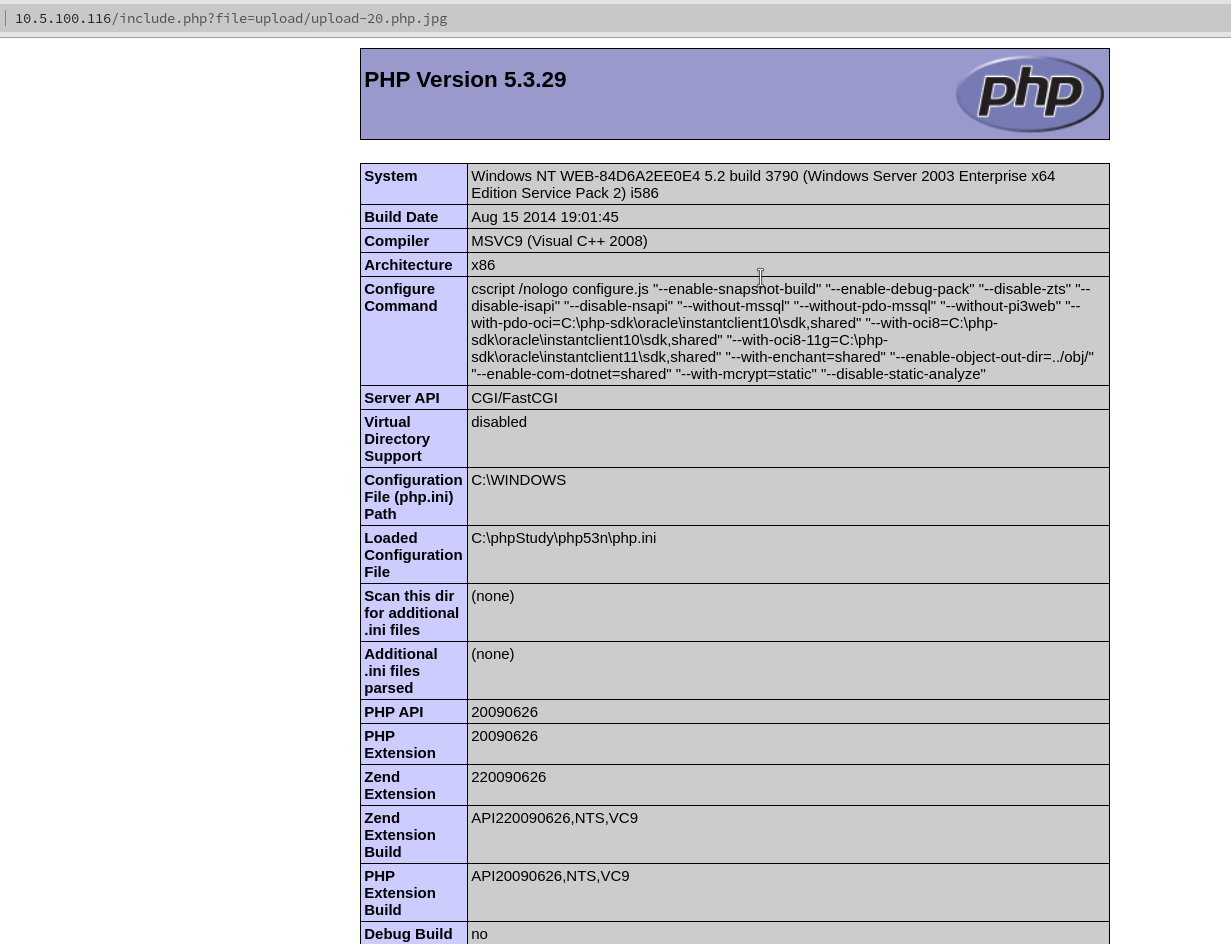 10.5.100.116/include.php?file=upload/upload-20.php.jpg
PHP Version 5.3.29
php
System
Windows NT WEB-84D6A2EE0E4 5.2 build 3790 (Windows Server 2003 Enterprise x64
Edition Service Pack 2) i586
Build Date
Aug 15 2014 19:01:45
Compiler
MSVC9 (Visual C++ 2008)
Architecture
x86
Configure
Command
cscript /nologo configure.js "--enable-snapshot-build" "--enable-debug-pack" "--disable-zts" "--
disable-isapi" "--disable-nsapi" "--without-mssql" "--without-pdo-mssql" "--without-pi3web" "--
with-pdo-oci=C:\php-sdk\oracle\instantclient10\sdk,shared" "--with-oci8=C:\php-
sdk\oracle\instantclient10\sdk,shared" "--with-oci8-11g=C:\php-
sdk\oracle\instantclient11\sdk,shared" "--with-enchant=shared" "--enable-object-out-dir=../obj/"
"--enable-com-dotnet=shared" "--with-mcrypt=static" "--disable-static-analyze"
Server API
CGI/FastCGI
Virtual
Directory
Support
disabled
Configuration
File (php.ini)
Path
C:\WINDOWS
Loaded
Configuration
File
C:\phpStudy\php53n\php.ini
Scan this dir
for additional
.ini files
(none)
Additional
.ini files
parsed
(none)
PHP API
20090626
PHP
Extension
20090626
Zend
Extension
220090626
Zend
Extension
Build
API220090626,NTS,VC9
PHP
Extension
Build
API20090626,NTS,VC9
Debug Build
no